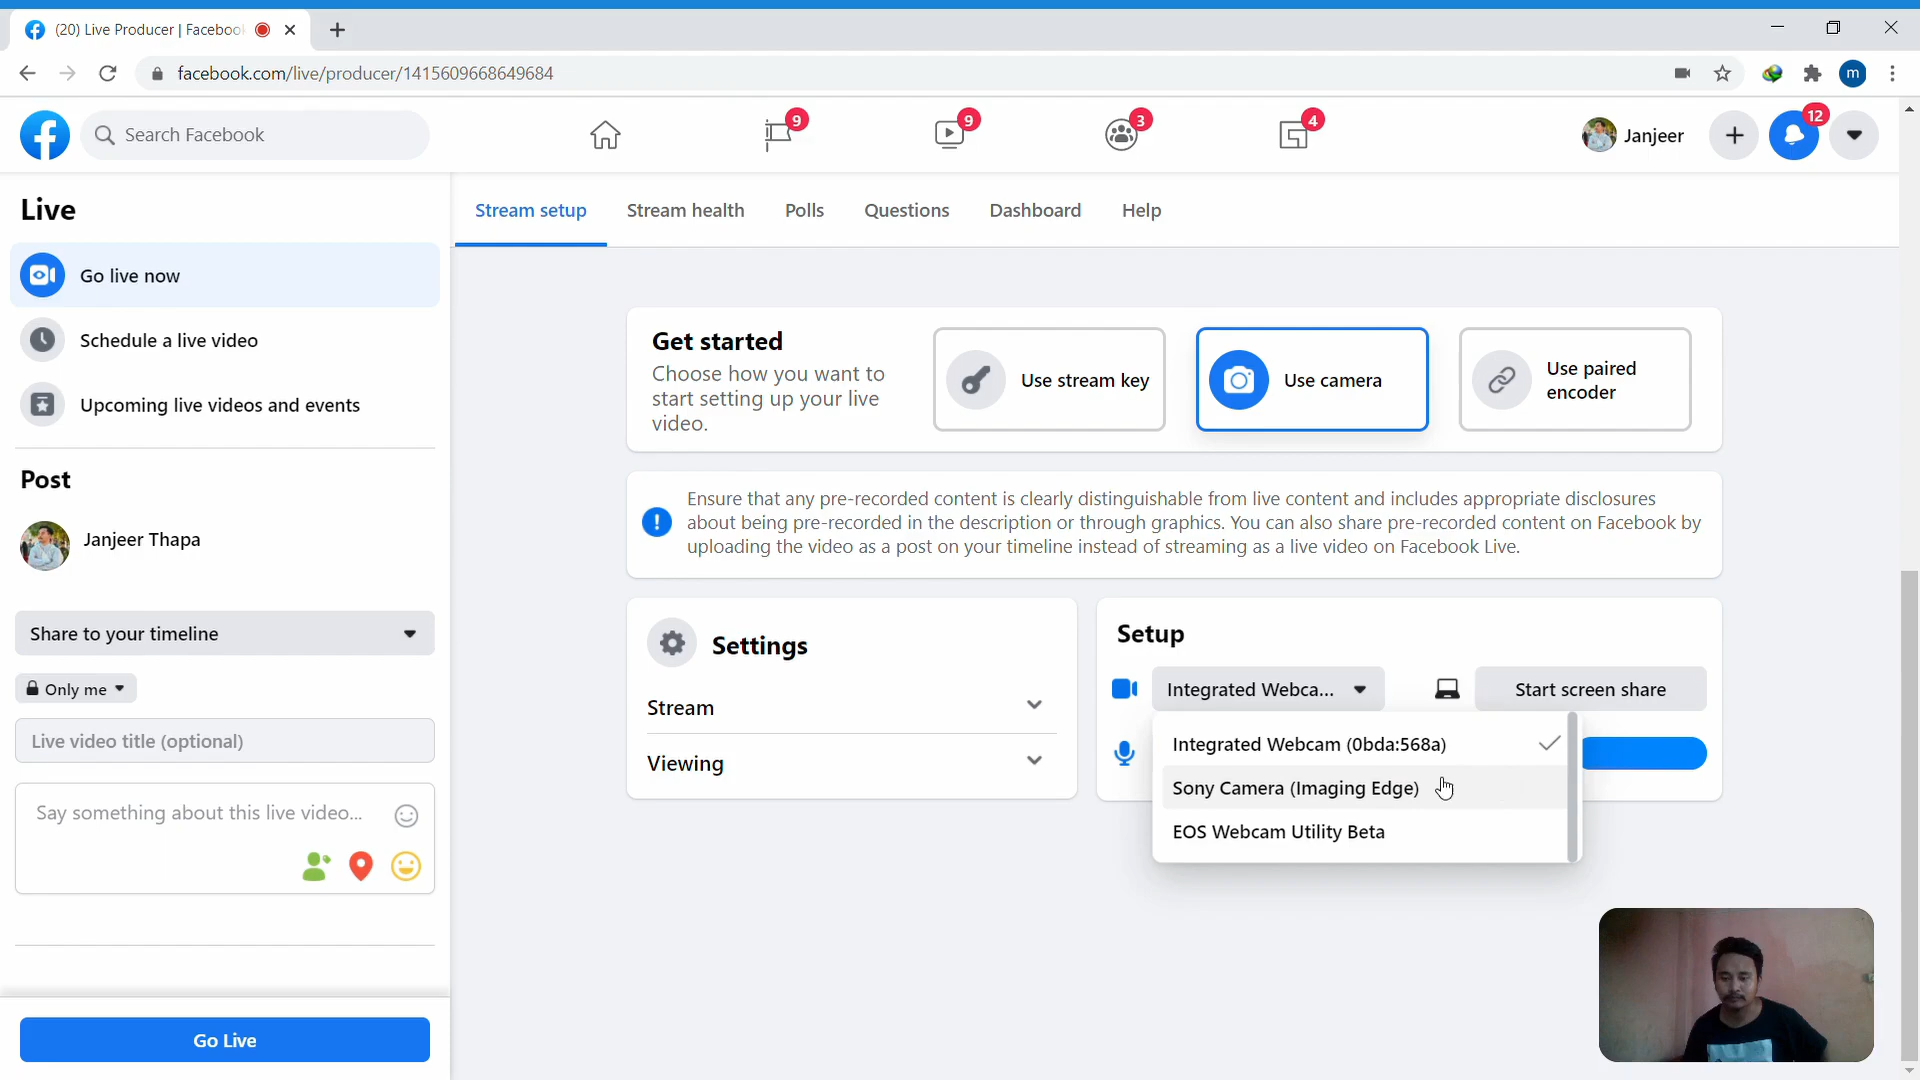 (20) Live Producer | Faceboo
facebook.com/live/producer/1415609668649684
m
Search Facebook
9
9
3
4
Janjeer
12
Live
Go live now
Schedule a live video
Upcoming live videos and events
Post
Janjeer Thapa
Share to your timeline
Only me
Live video title (optional)
Say something about this live video...
Go Live
Stream setup
Stream health
Polls
Questions
Dashboard
Help
Get started
Choose how you want to
start setting up your live
video.
Use stream key
Use camera
Use paired
encoder
Ensure that any pre-recorded content is clearly distinguishable from live content and includes appropriate disclosures
about being pre-recorded in the description or through graphics. You can also share pre-recorded content on Facebook by
uploading the video as a post on your timeline instead of streaming as a live video on Facebook Live.
Settings
Stream
Viewing
Setup
Integrated Webca...
Start screen share
Integrated Webcam (0bda:568a)
Sony Camera (Imaging Edge)
EOS Webcam Utility Beta